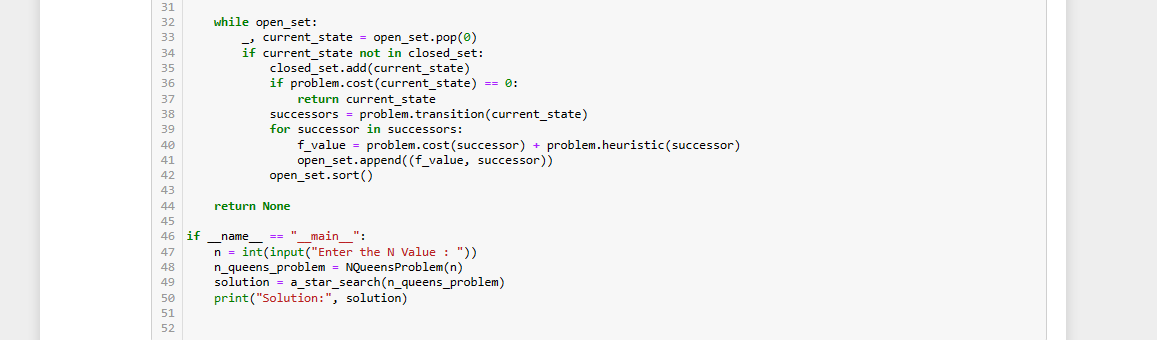 31
32 while open_set:
33 _, current_state = open_set.pop(0)
34 if current_state not in closed_set:
35 closed_set.add(current_state)
36 if problem.cost(current_state) == 0:
37 return current_state
38 successors = problem.transition(current_state)
39 for successor in successors:
40 f_value = problem.cost(successor) + problem.heuristic(successor)
41 open_set.append((f_value, successor))
42 open_set.sort()
43
44 return None
45
46 if __name__ == "__main__":
47 n = int(input("Enter the N Value : "))
48 n_queens_problem = NQueensProblem(n)
49 solution = a_star_search(n_queens_problem)
50 print("Solution:", solution)
51
52